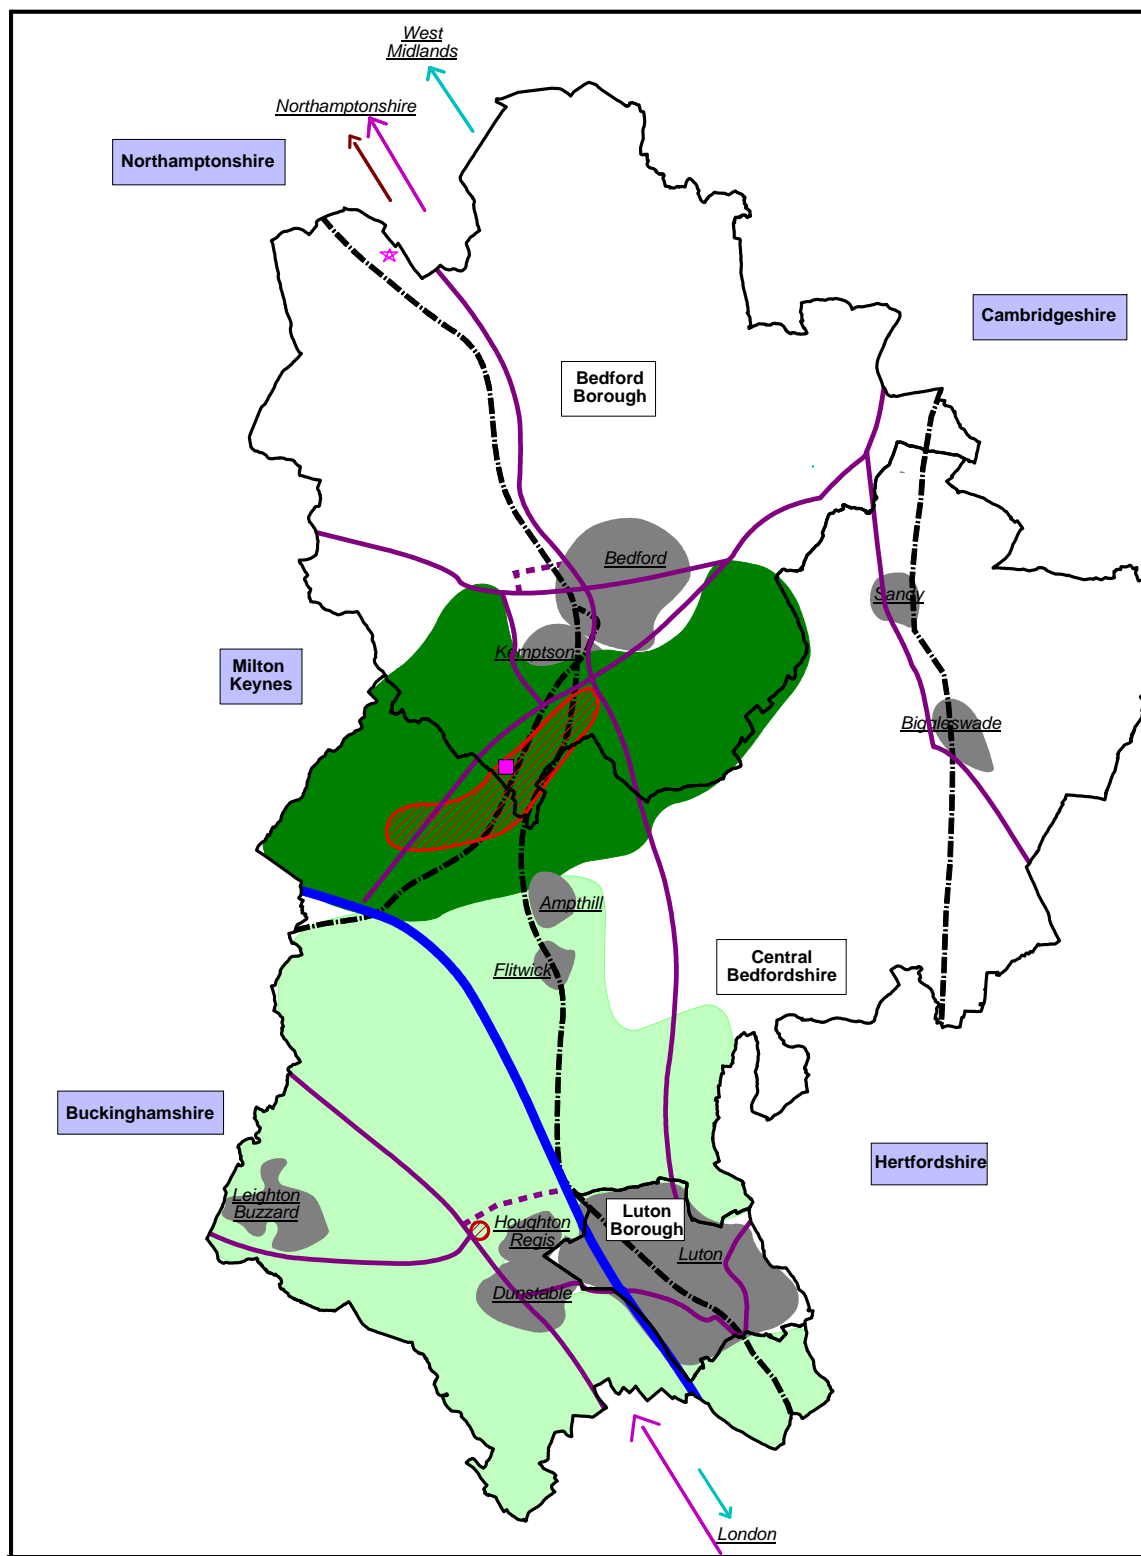 West
Midlands
Northamptonshire
Northamptonshire
Cambridgeshire
Bedford
Borough
Bedford
Sandy
Kemptson
Milton
Keynes
Biggleswade
Ampthill
Central
Bedfordshire
Flitwick
Buckinghamshire
Hertfordshire
Leighton
Buzzard
Luton
Borough
Houghton
Regis
Luton
Dunstable
London